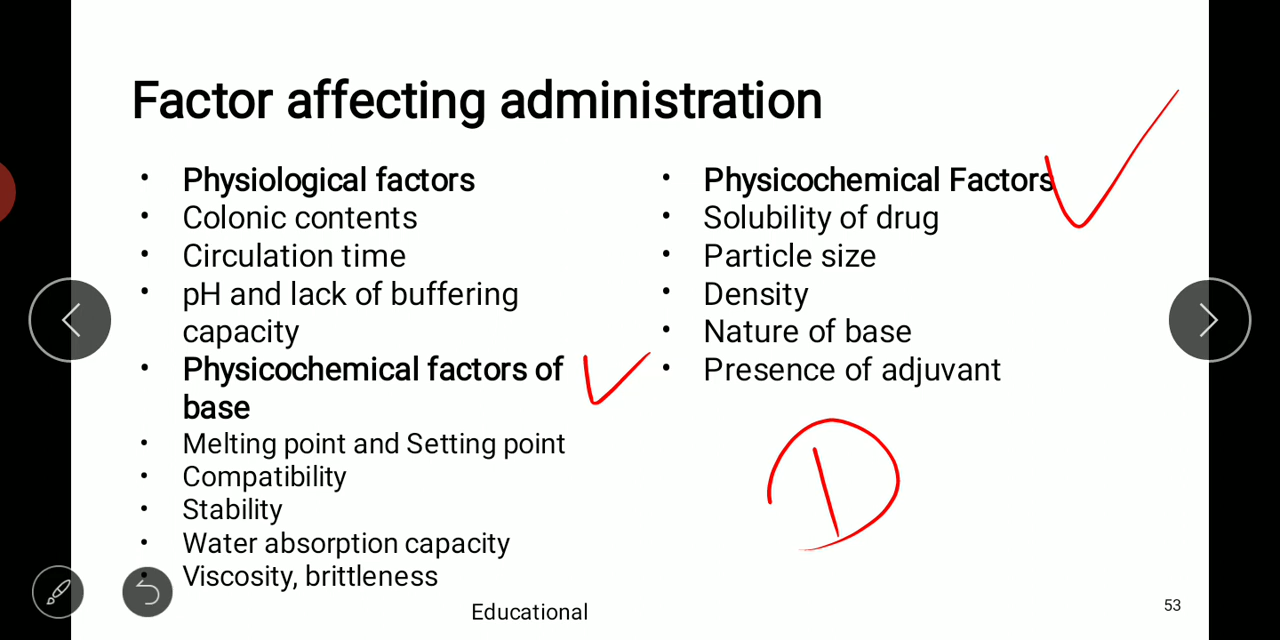 Factor affecting administration
• Physiological factors
• Colonic contents
• Circulation time
• pH and lack of buffering
capacity
• Physicochemical factors of
base
• Melting point and Setting point
• Compatibility
• Stability
• Water absorption capacity
• Viscosity, brittleness
• Physicochemical Factors
• Solubility of drug
• Particle size
• Density
• Nature of base
• Presence of adjuvant
D
Educational
53